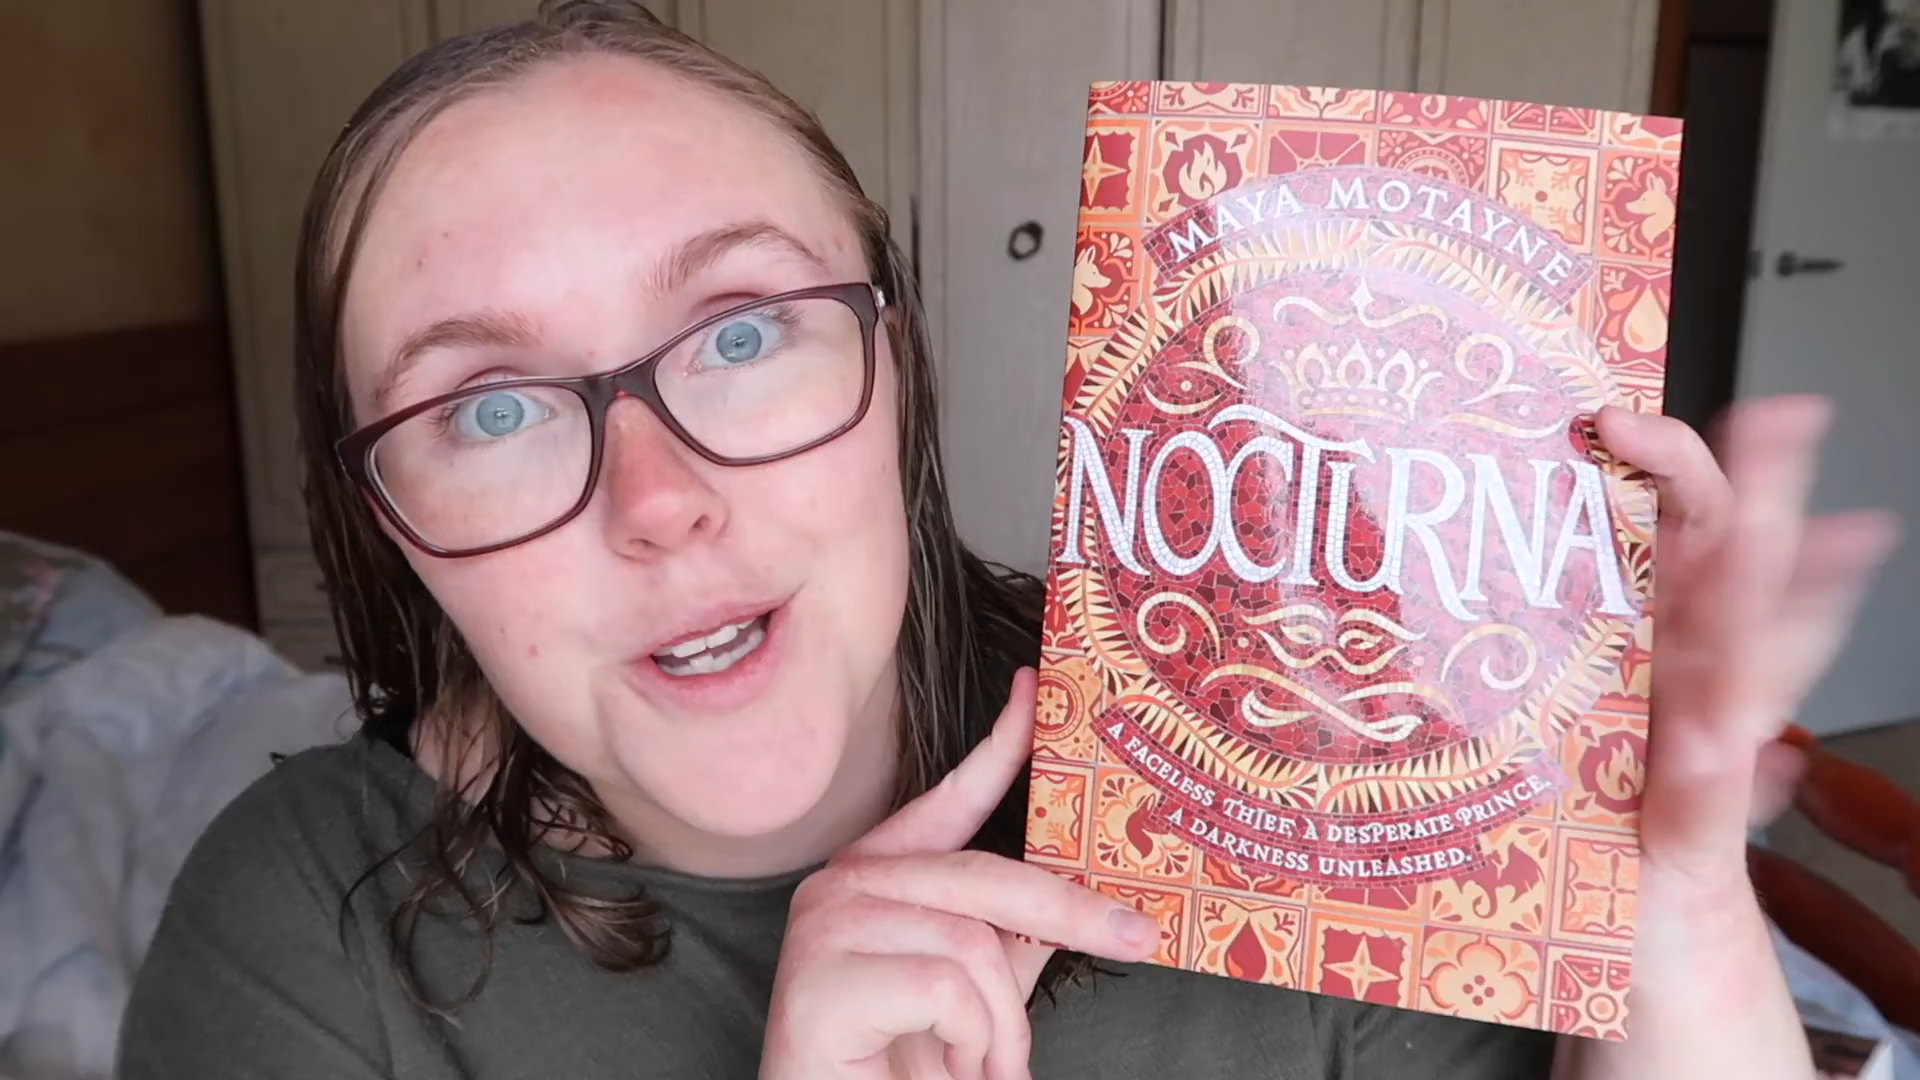 MAYA MOTAYNE
NOCTURNA
A FACELESS THIEF, A DESPERATE PRINCE.
A DARKNESS UNLEASHED.